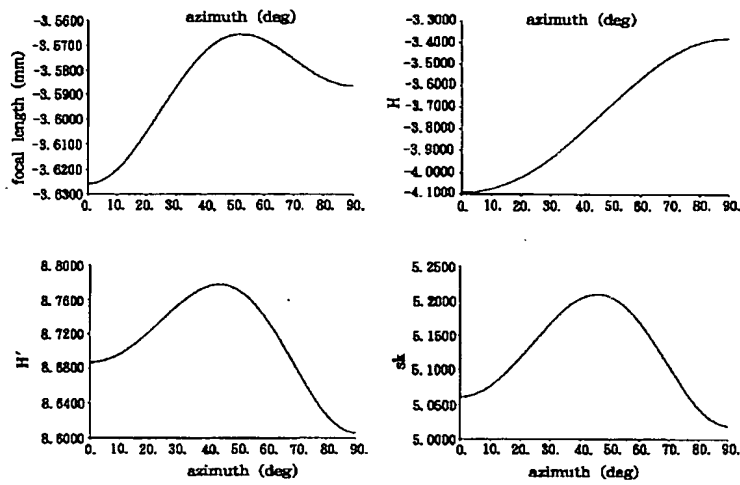 azimuth (deg)
-3.5600
-3.5700
-3.5800
-3.5900
-3.6000
-3.6100
-3.6200
-3.6300
focal length (mm)
0. 10. 20. 30. 40. 50. 60. 70. 80. 90.
azimuth (deg)
-3.3000
-3.4000
-3.5000
-3.6000
-3.7000
-3.8000
-3.9000
-4.0000
-4.1000
H
0. 10. 20. 30. 40. 50. 60. 70. 80. 90.
8.8000
8.7600
8.7200
8.6800
8.6400
8.6000
H'
0. 10. 20. 30. 40. 50. 60. 70. 80. 90.
azimuth (deg)
5.2500
5.2000
5.1500
5.1000
5.0500
5.0000
sk
0. 10. 20. 30. 40. 50. 60. 70. 80. 90.
azimuth (deg)